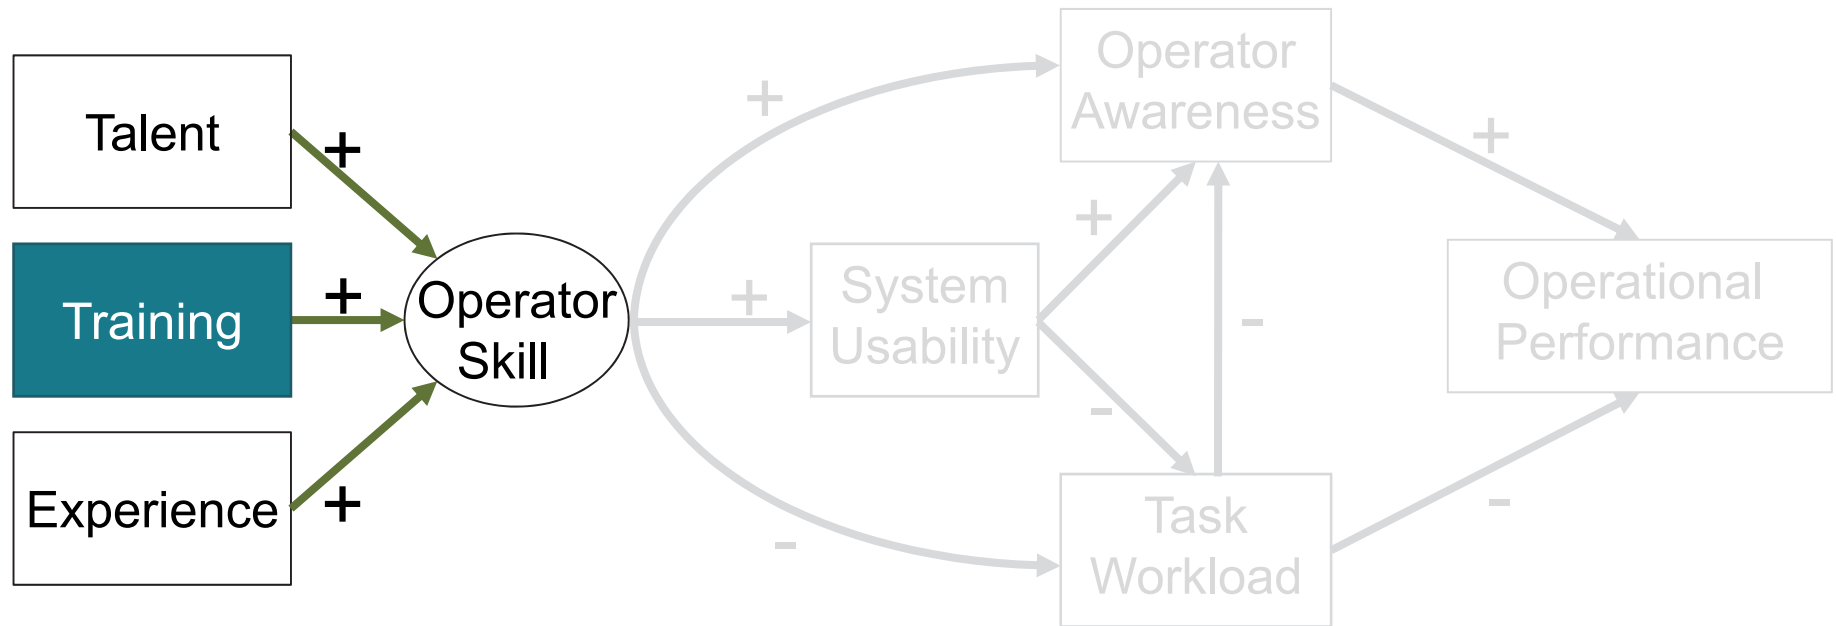 Talent
+
Training
+
Experience
+
Operator
Skill
+
+
-
System
Usability
+
-
Operator
Awareness
-
Task
Workload
+
-
Operational
Performance